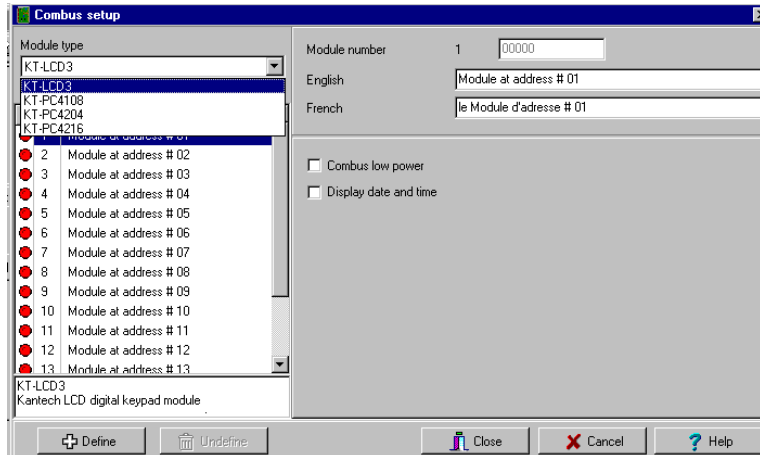 Combus setup
Module type
KT-LCD3
KT-LCD3
KT-PC4108
KT-PC4204
KT-PC4216
1 Module at address # 01
2 Module at address # 02
3 Module at address # 03
4 Module at address # 04
5 Module at address # 05
6 Module at address # 06
7 Module at address # 07
8 Module at address # 08
9 Module at address # 09
10 Module at address # 10
11 Module at address # 11
12 Module at address # 12
13 Module at address # 13
KT-LCD3
Kantech LCD digital keypad module
Module number 1 00000
English Module at address # 01
French le Module d'adresse # 01
Combus low power
Display date and time
Define Undefine Close Cancel Help